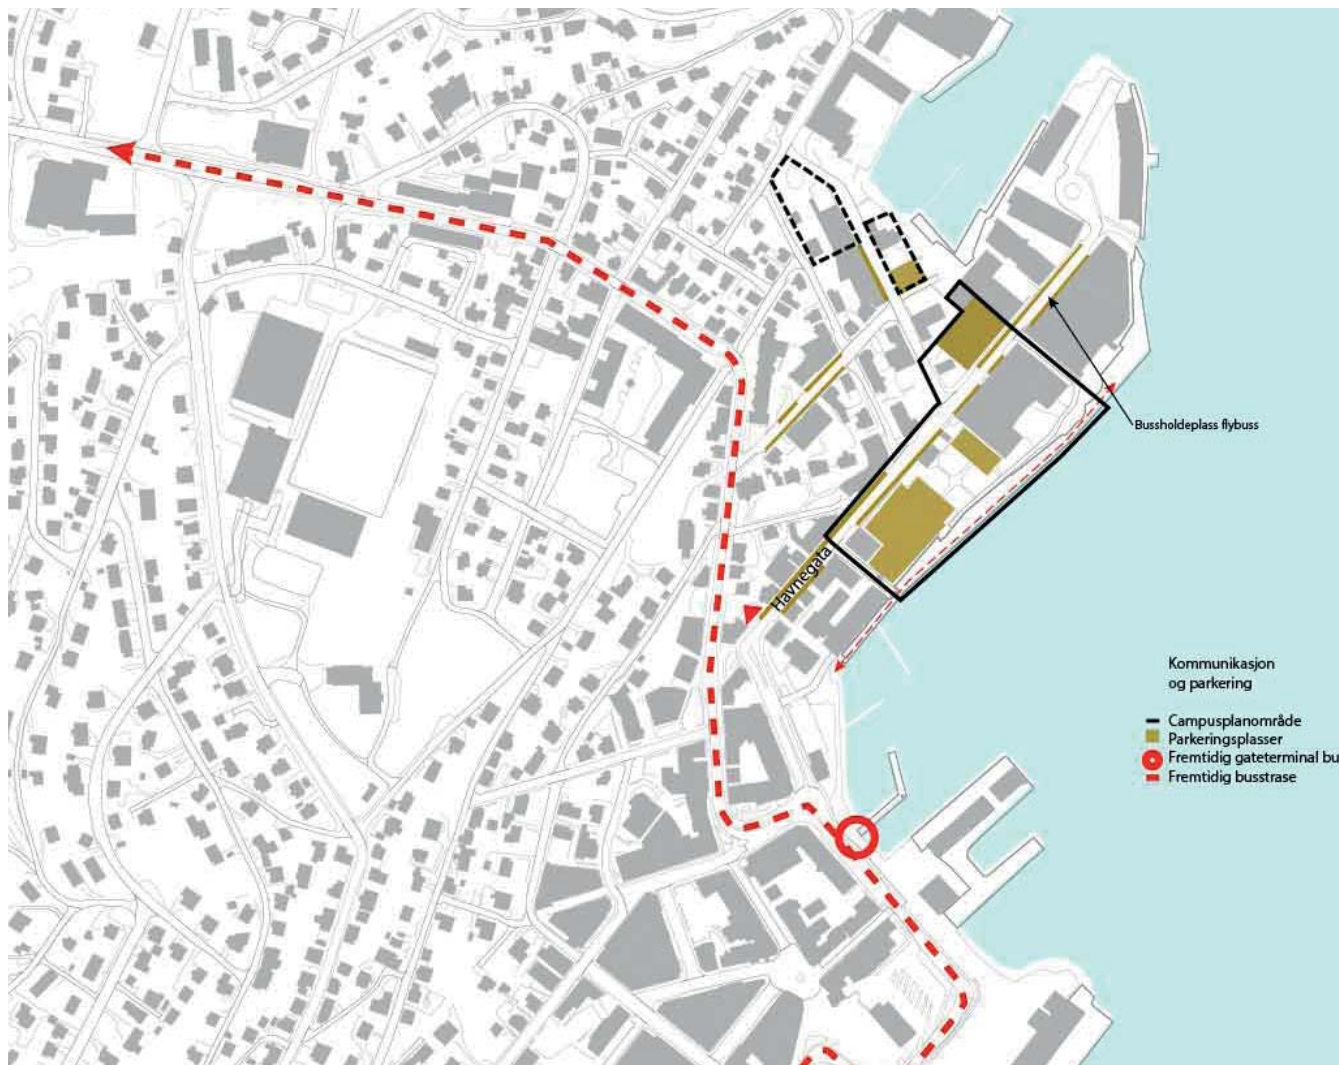 Bussholdeplass flybuss
Havnegata
Kommunikasjon
og parkering
Campusplanområde
Parkeringsplasser
Fremtidig gateterminal bu
Fremtidig busstrase